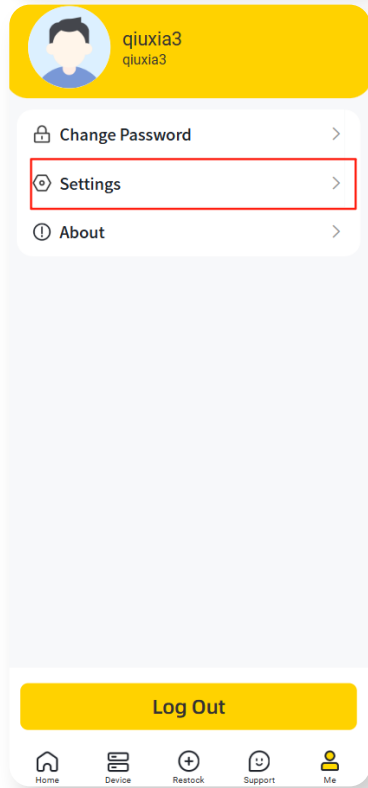 qiuxia3
qiuxia3
Change Password
Settings
About
Log Out
Home
Device
Restock
Support
Me